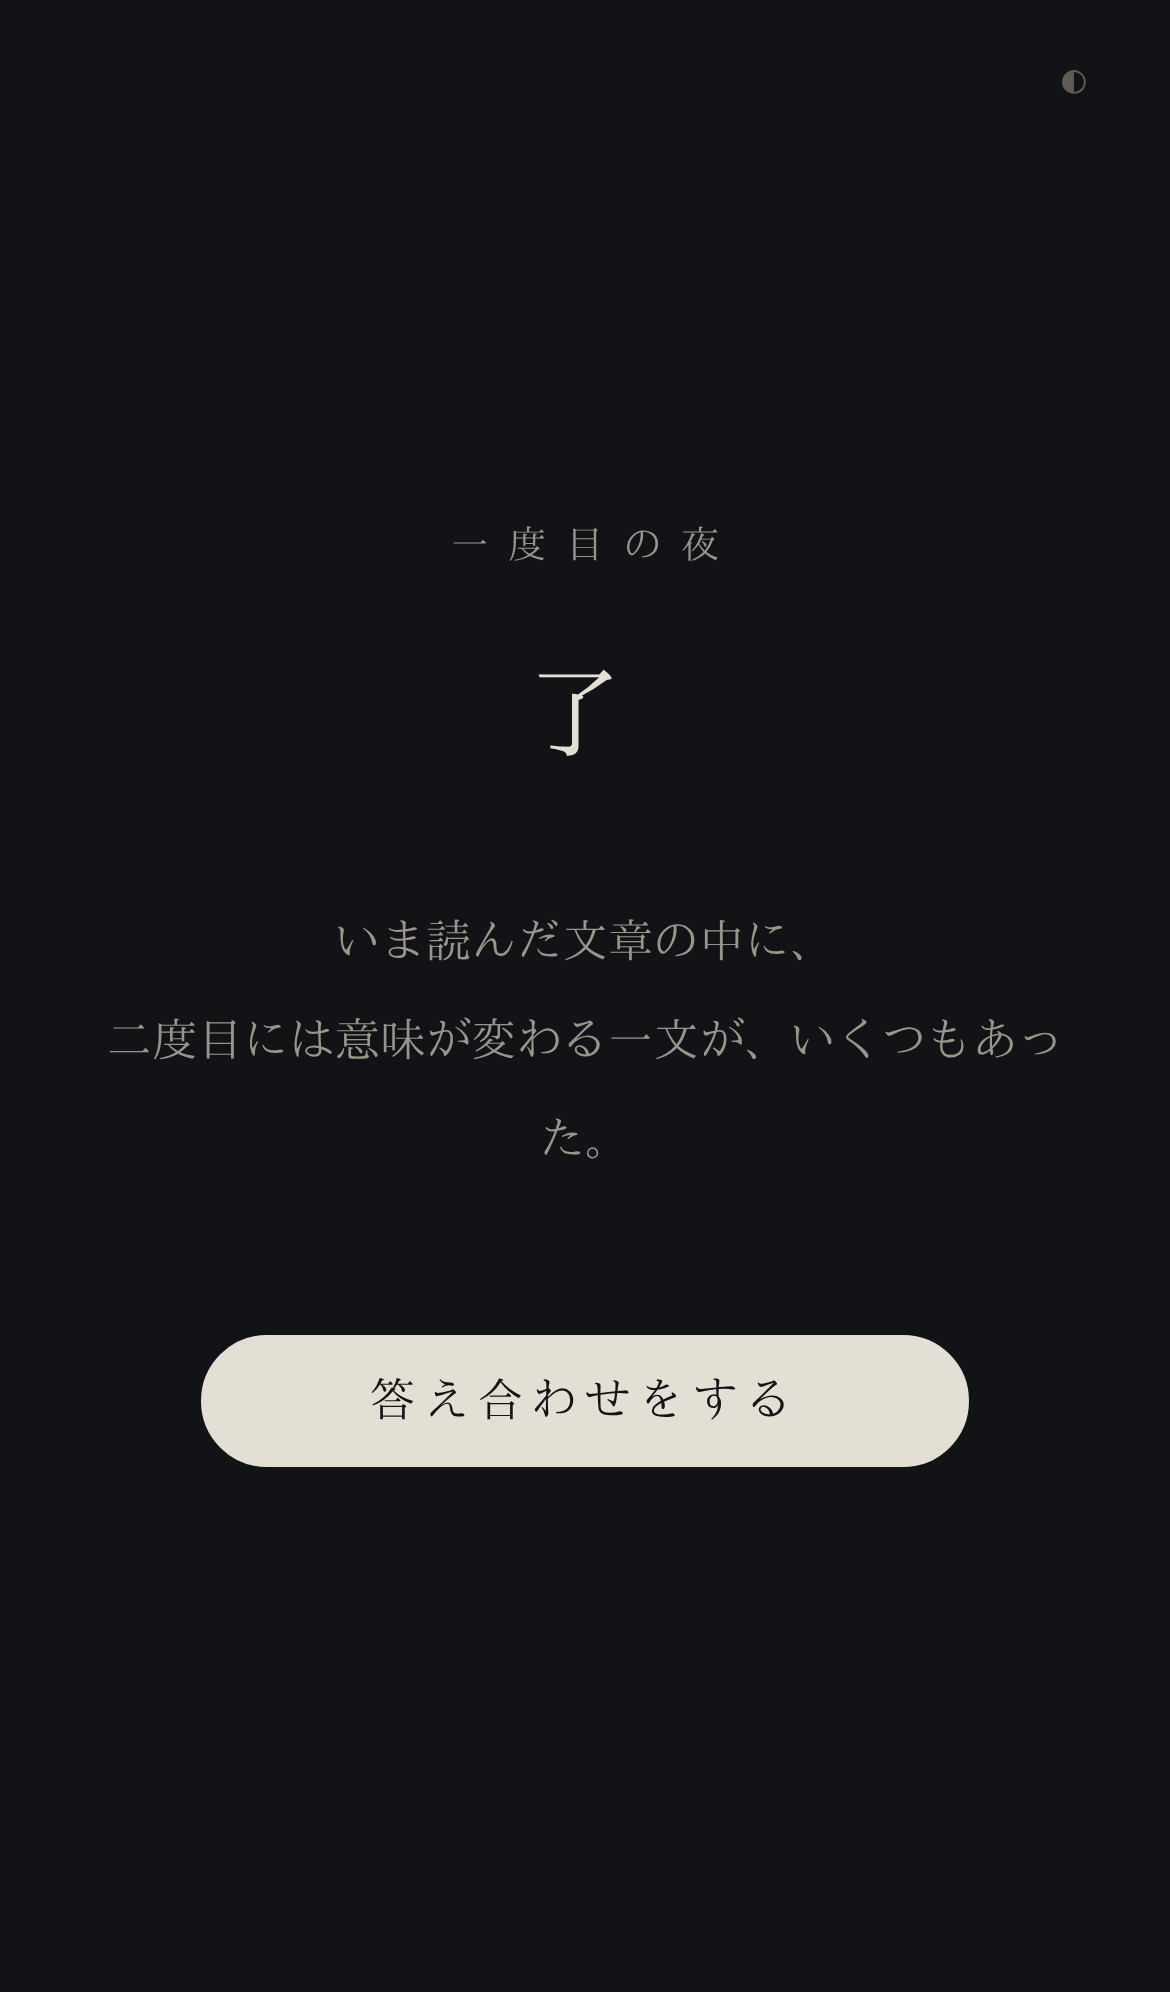 一度目の夜
了
いま読んだ文章の中に、
二度目には意味が変わる一文が、いくつもあっ
た。
答え合わせをする